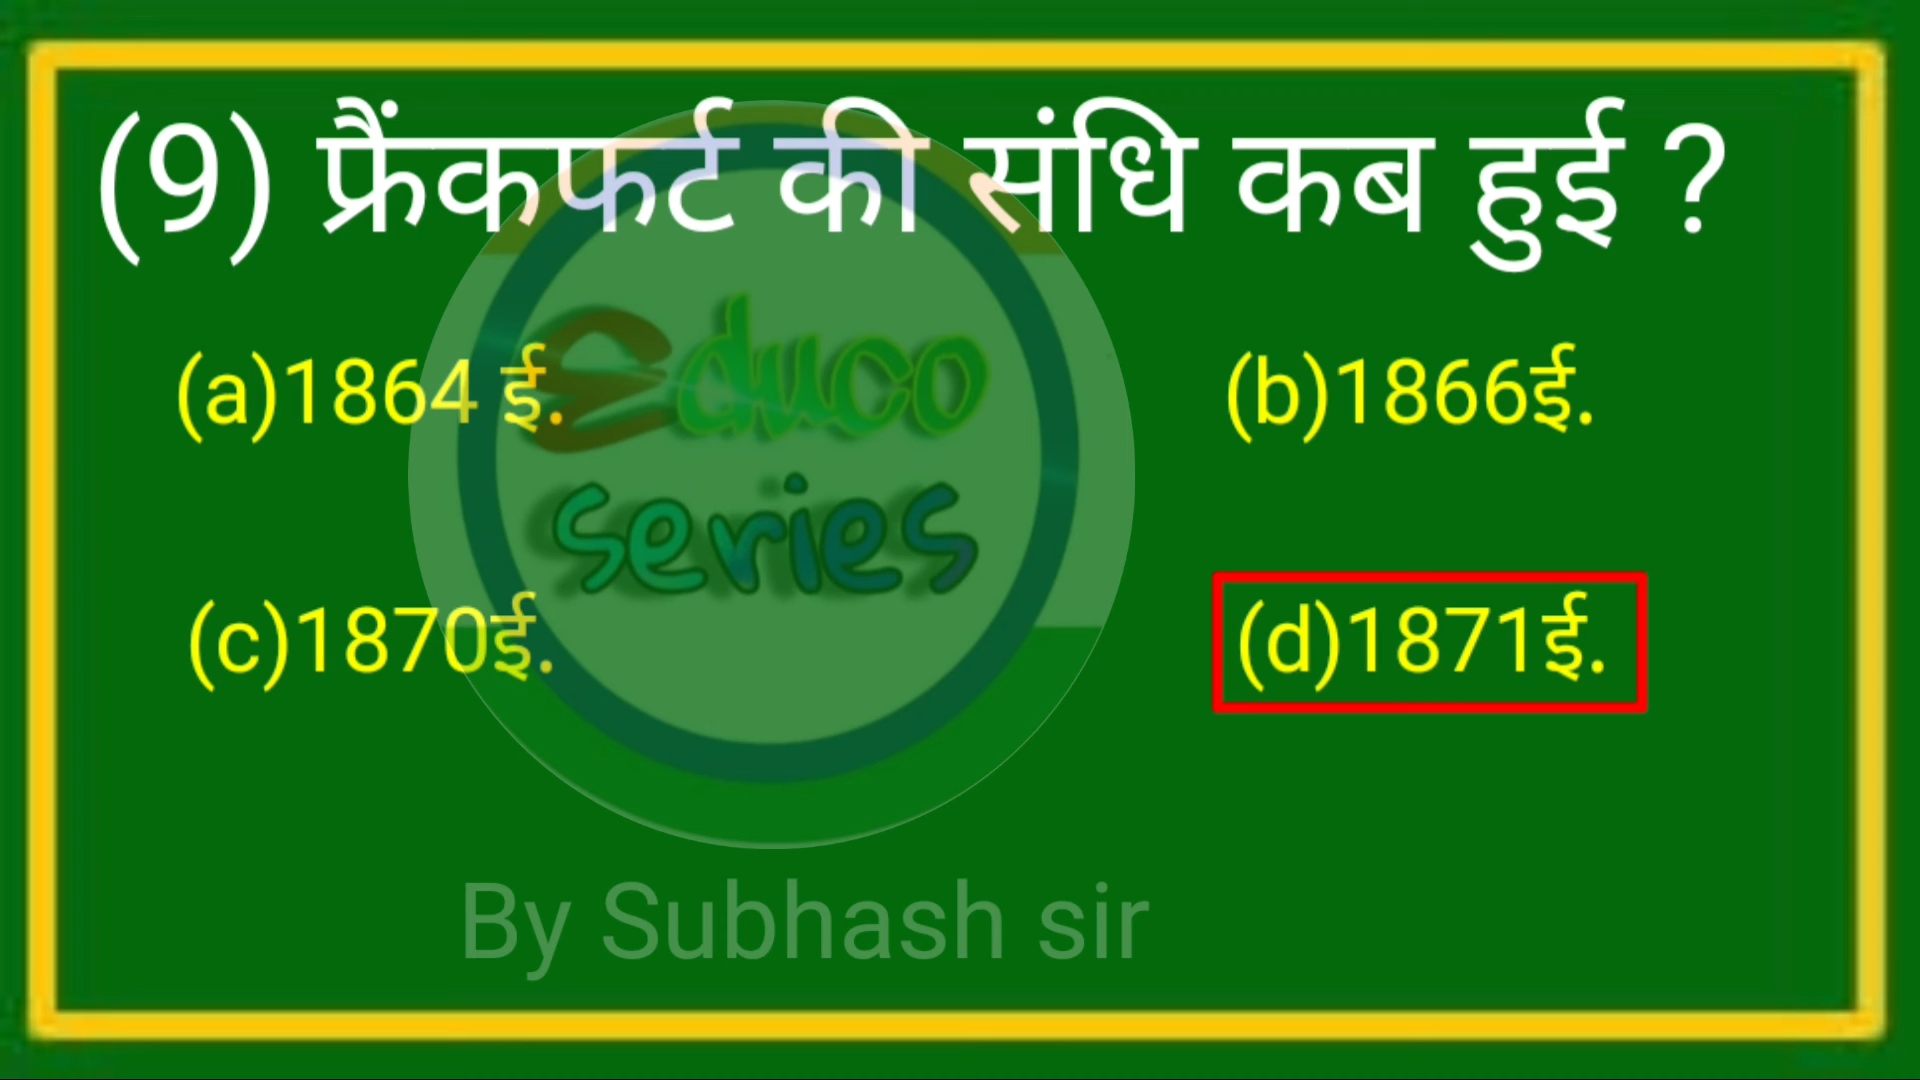 (9) फ्रैंकफर्ट की संधि कब हुई ?
(a)1864 ई.
(b)1866ई.
Educo
series
(c)1870ई.
(d)1871ई.
By Subhash sir